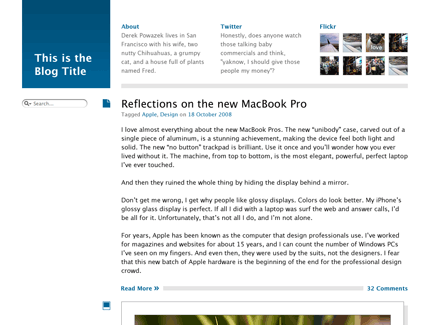 This is the
Blog Title
About
Derek Powazek lives in San
Francisco with his wife, two
nutty Chihuahuas, a grumpy
cat, and a house full of plants
named Fred.
Twitter
Honestly, does anyone watch
those talking baby
commercials and think,
"yaknow, I should give those
people my money"?
Flickr
love
Search...
Reflections on the new MacBook Pro
Tagged Apple, Design on 18 October 2008
I love almost everything about the new MacBook Pros. The new “unibody” case, carved out of a
single piece of aluminum, is a stunning achievement, making the device feel both light and
solid. The new “no button” trackpad is brilliant. Use it once and you’ll wonder how you ever
lived without it. The machine, from top to bottom, is the most elegant, powerful, perfect laptop
I’ve ever touched.
And then they ruined the whole thing by hiding the display behind a mirror.
Don’t get me wrong, I get why people like glossy displays. Colors do look better. My iPhone’s
glossy glass display is perfect. If all I did with a laptop was surf the web and answer calls, I’d
be all for it. Unfortunately, that’s not all I do, and I’m not alone.
For years, Apple has been known as the computer that design professionals use. I’ve worked
for magazines and websites for about 15 years, and I can count the number of Windows PCs
I’ve seen on my fingers. And even then, they were used by the suits, not the designers. I fear
that this new batch of Apple hardware is the beginning of the end for the professional design
crowd.
Read More »
32 Comments